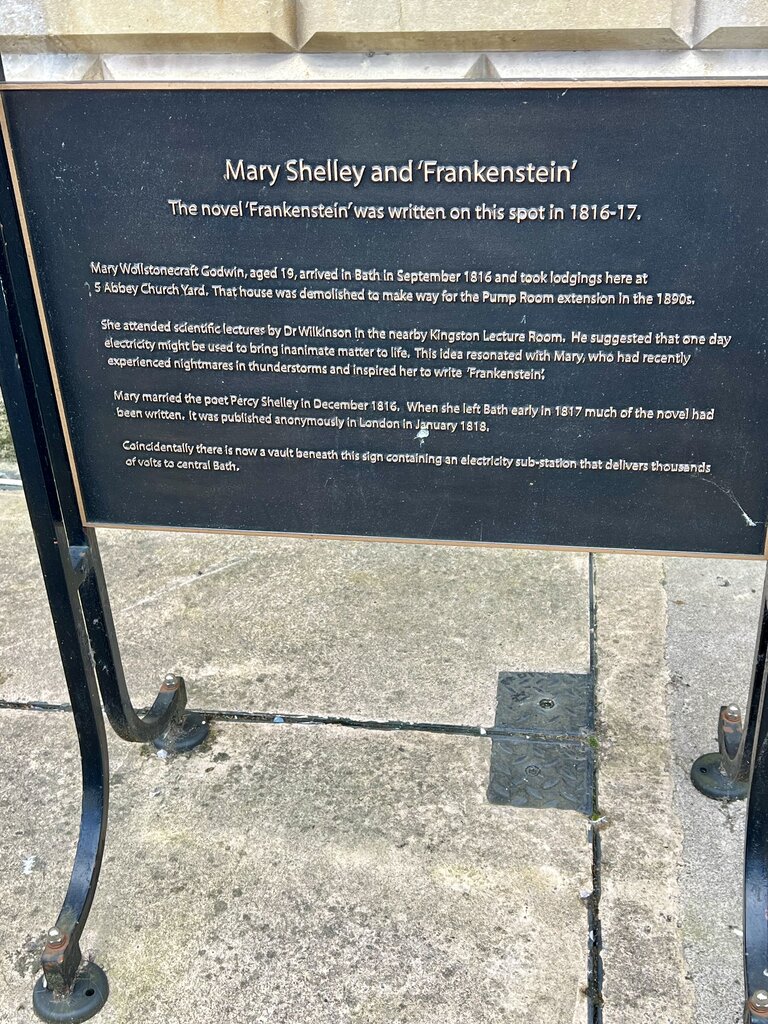 Mary Shelley and 'Frankenstein'
The novel 'Frankenstein' was written on this spot in 1816-17.
Mary Wollstonecraft Godwin, aged 19, arrived in Bath in September 1816 and took lodgings here at
5 Abbey Church Yard. That house was demolished to make way for the Pump Room extension in the 1890s.
She attended scientific lectures by Dr Wilkinson in the nearby Kingston Lecture Room. He suggested that one day
electricity might be used to bring inanimate matter to life. This idea resonated with Mary, who had recently
experienced nightmares in thunderstorms and inspired her to write 'Frankenstein'.
Mary married the poet Percy Shelley in December 1816. When she left Bath early in 1817 much of the novel had
been written. It was published anonymously in London in January 1818.
Coincidentally there is now a vault beneath this sign containing an electricity sub-station that delivers thousands
of volts to central Bath.